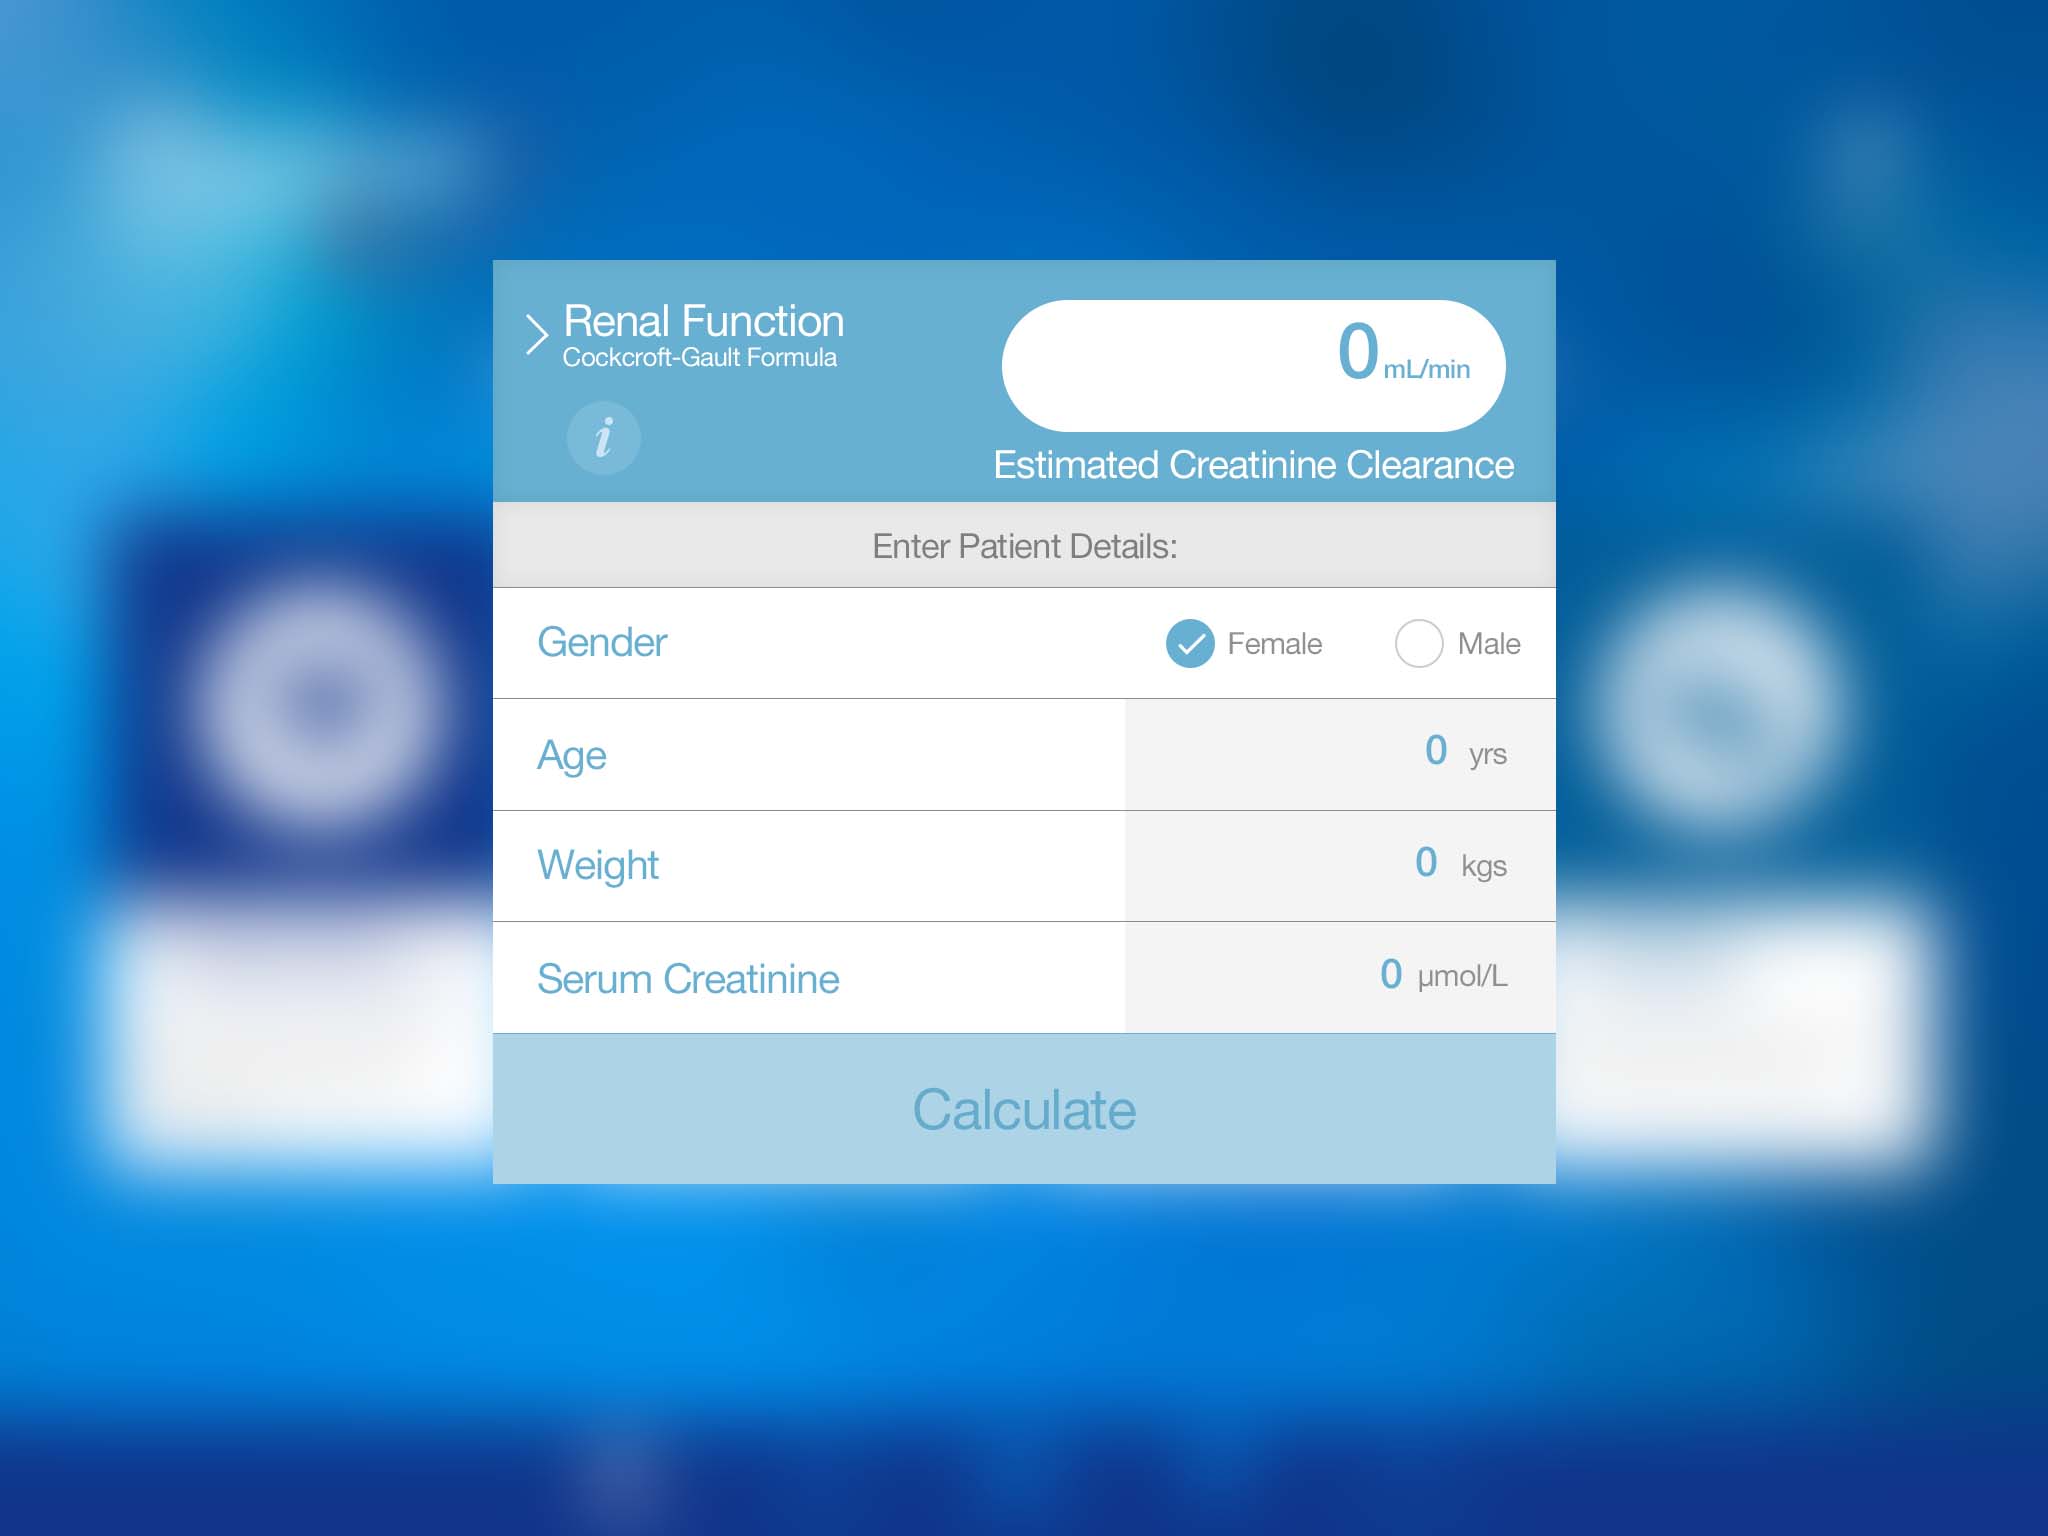 Renal Function
Cockcroft-Gault Formula
i
0 mL/min
Estimated Creatinine Clearance
Enter Patient Details:
Gender Female Male
Age 0 yrs
Weight 0 kgs
Serum Creatinine 0 µmol/L
Calculate